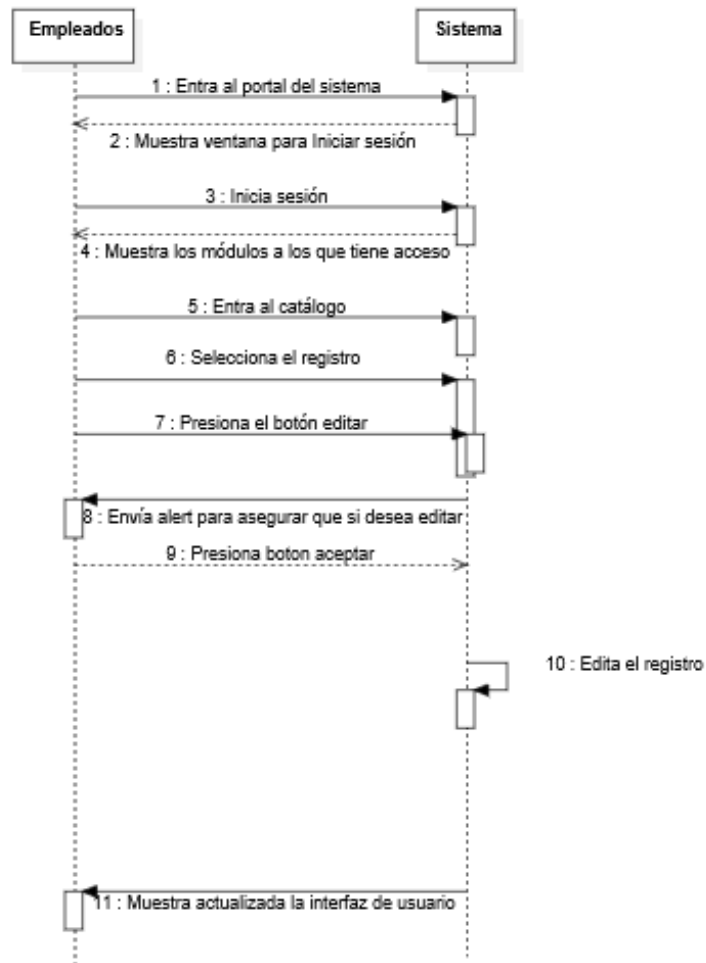 Empleados
Sistema
1 : Entra al portal del sistema
2 : Muestra ventana para Iniciar sesión
3 : Inicia sesión
4 : Muestra los módulos a los que tiene acceso
5 : Entra al catálogo
6 : Selecciona el registro
7 : Presiona el botón editar
8 : Envía alert para asegurar que si desea editar
9 : Presiona boton aceptar
10 : Edita el registro
11 : Muestra actualizada la interfaz de usuario